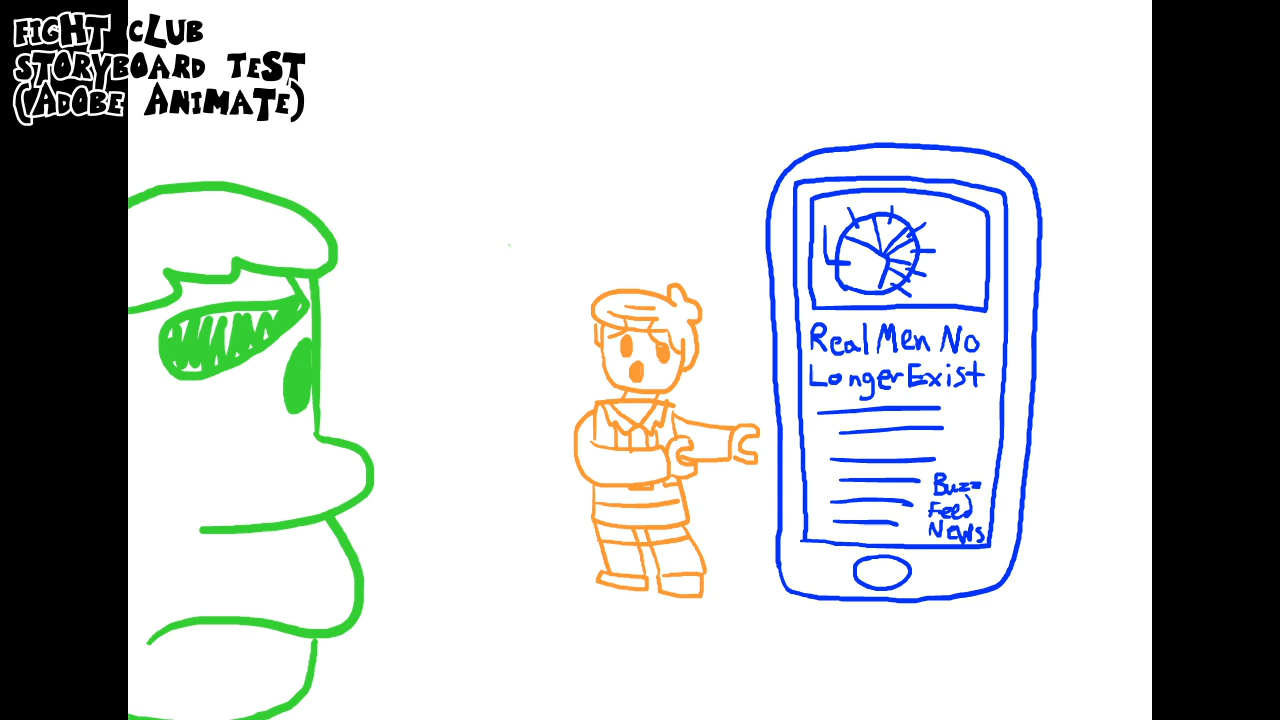 FIGHT CLUB
STORYBOARD TEST
(ADOBE ANIMATE)
Real Men No
Longer Exist
Buzz
Feed
News